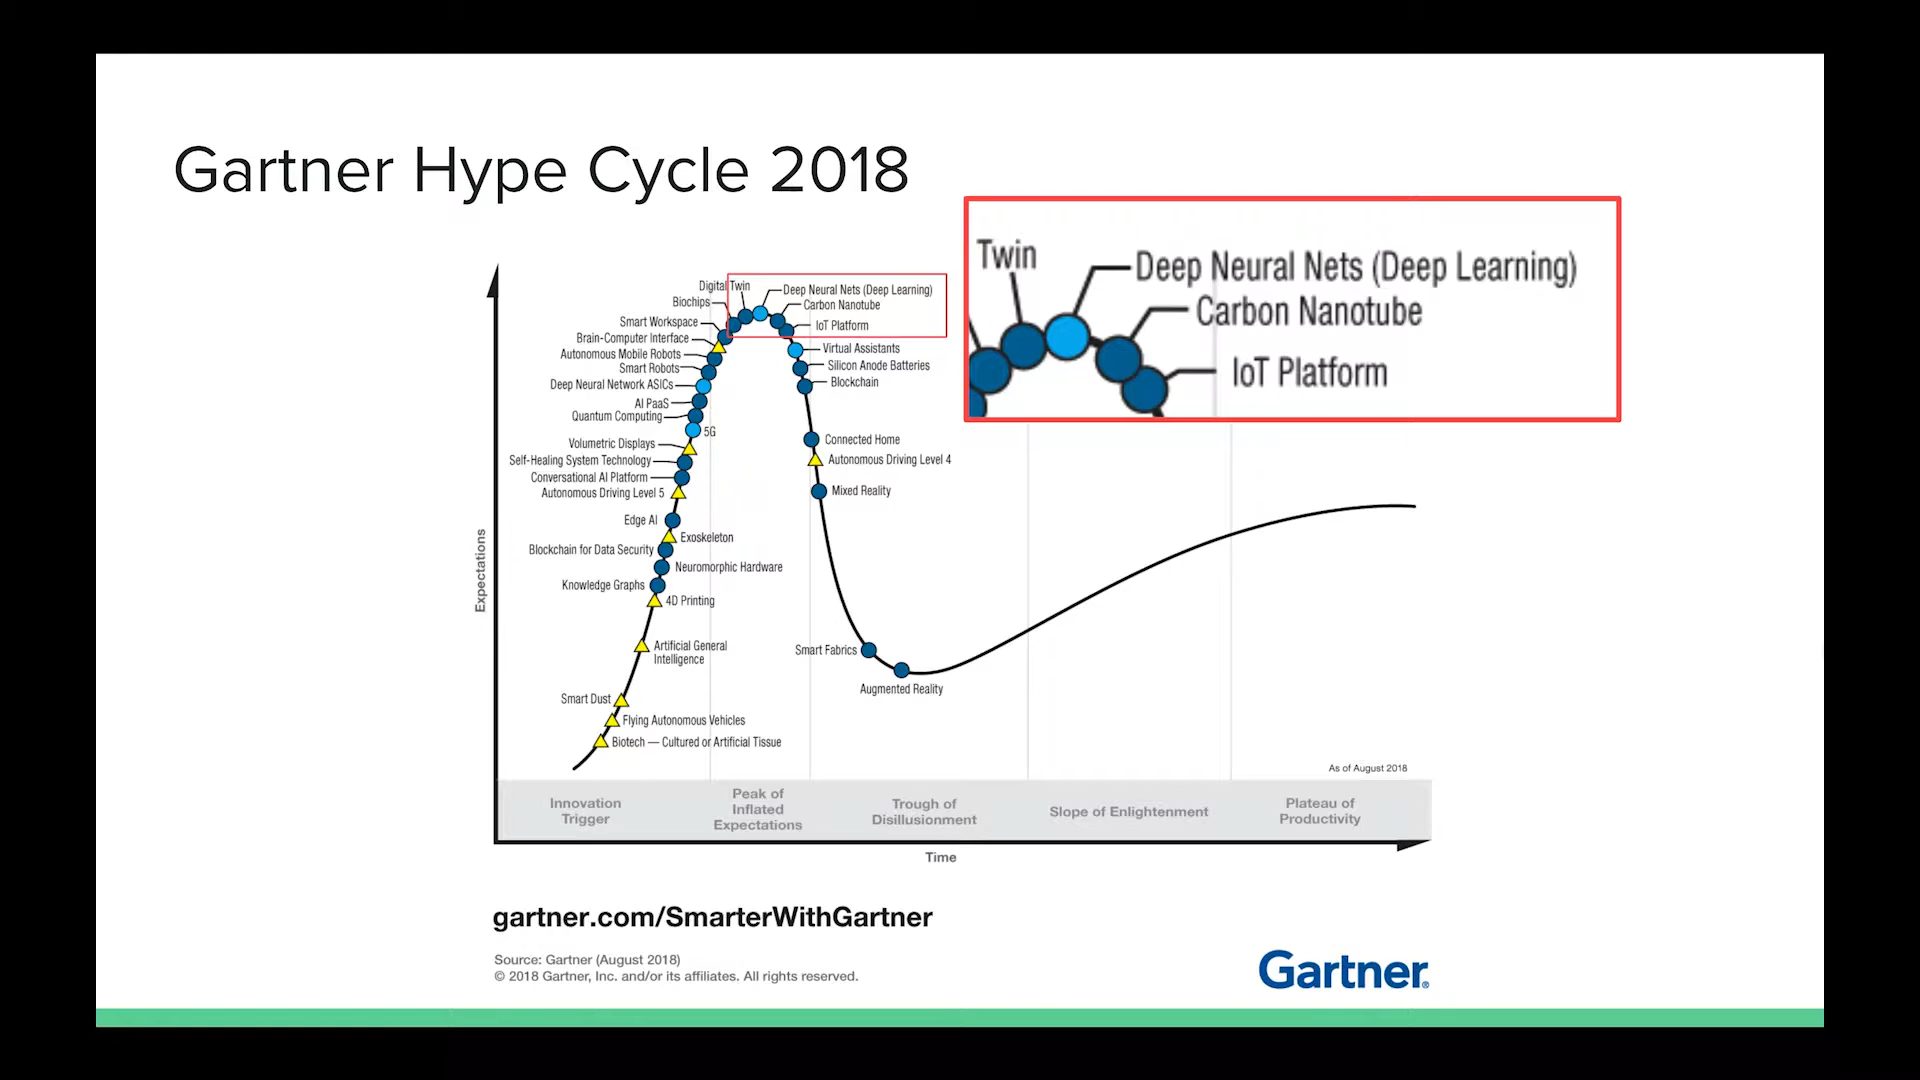 Gartner Hype Cycle 2018
Twin
Deep Neural Nets (Deep Learning)
Carbon Nanotube
IoT Platform
Digital Twin
Deep Neural Nets (Deep Learning)
Biochips
Carbon Nanotube
Smart Workspace
IoT Platform
Brain-Computer Interface
Virtual Assistants
Autonomous Mobile Robots
Silicon Anode Batteries
Smart Robots
Blockchain
Deep Neural Network ASICs
AI PaaS
Quantum Computing
5G
Connected Home
Volumetric Displays
Autonomous Driving Level 4
Self-Healing System Technology
Conversational AI Platform
Mixed Reality
Autonomous Driving Level 5
Edge AI
Exoskeleton
Blockchain for Data Security
Neuromorphic Hardware
Knowledge Graphs
4D Printing
Artificial General
Intelligence
Smart Fabrics
Augmented Reality
Smart Dust
Flying Autonomous Vehicles
Biotech — Cultured or Artificial Tissue
Expectations
As of August 2018
Innovation
Trigger
Peak of
Inflated
Expectations
Trough of
Disillusionment
Slope of Enlightenment
Plateau of
Productivity
Time
gartner.com/SmarterWithGartner
Source: Gartner (August 2018)
© 2018 Gartner, Inc. and/or its affiliates. All rights reserved.
Gartner®